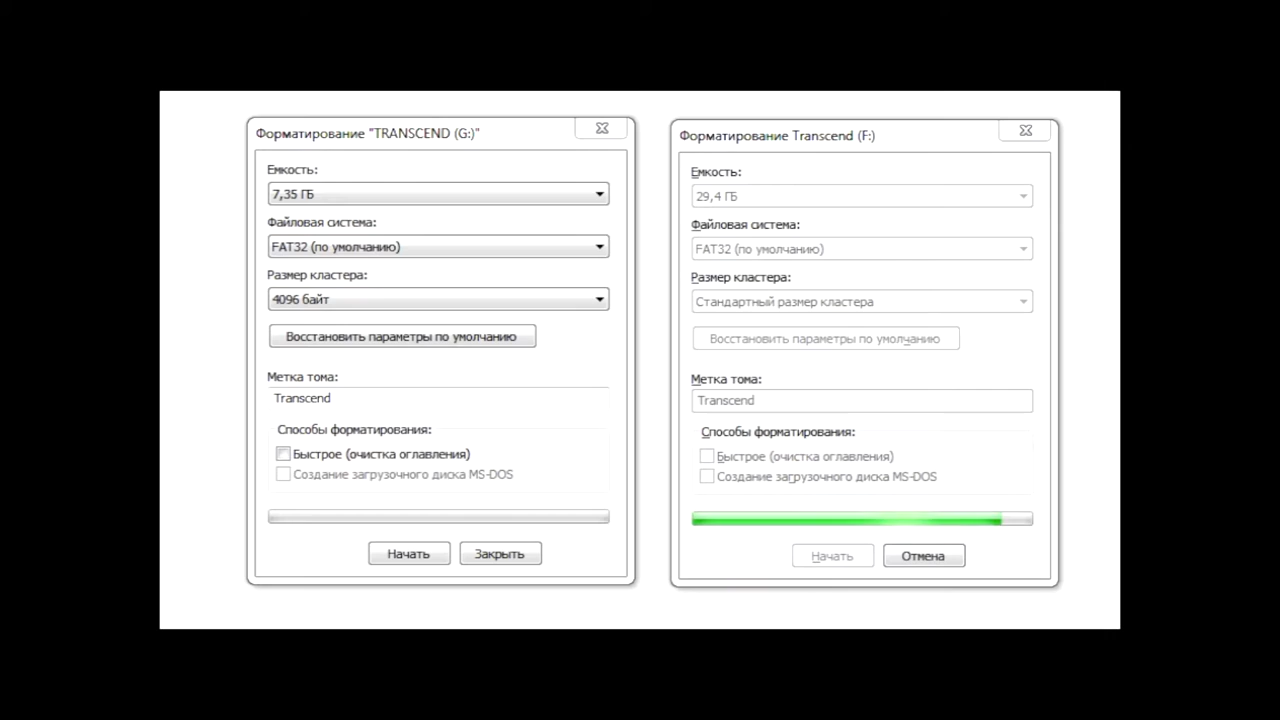 Форматирование "TRANSCEND (G:)"
Емкость:
7,35 ГБ
Файловая система:
FAT32 (по умолчанию)
Размер кластера:
4096 байт
Восстановить параметры по умолчанию
Метка тома:
Transcend
Способы форматирования:
Быстрое (очистка оглавления)
Создание загрузочного диска MS-DOS
Начать
Закрыть
Форматирование Transcend (F:)
Емкость:
29,4 ГБ
Файловая система:
FAT32 (по умолчанию)
Размер кластера:
Стандартный размер кластера
Восстановить параметры по умолчанию
Метка тома:
Transcend
Способы форматирования:
Быстрое (очистка оглавления)
Создание загрузочного диска MS-DOS
Начать
Отмена